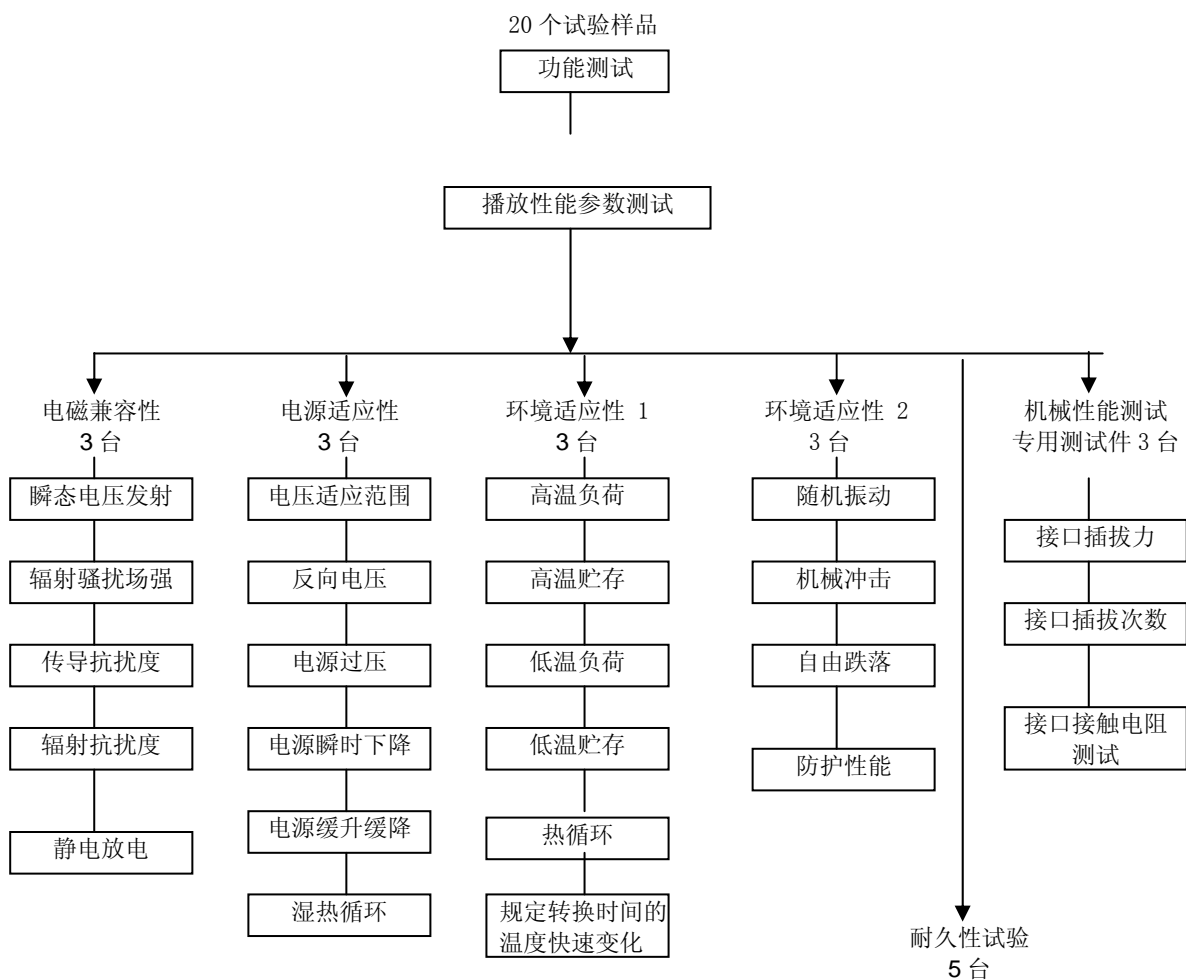 20 个试验样品
功能测试
播放性能参数测试
电磁兼容性
3 台
瞬态电压发射
辐射骚扰场强
传导抗扰度
辐射抗扰度
静电放电
电源适应性
3 台
电压适应范围
反向电压
电源过压
电源瞬时下降
电源缓升缓降
湿热循环
环境适应性 1
3 台
高温负荷
高温贮存
低温负荷
低温贮存
热循环
规定转换时间的
温度快速变化
环境适应性 2
3 台
随机振动
机械冲击
自由跌落
防护性能
耐久性试验
5 台
机械性能测试
专用测试件 3 台
接口插拔力
接口插拔次数
接口接触电阻
测试